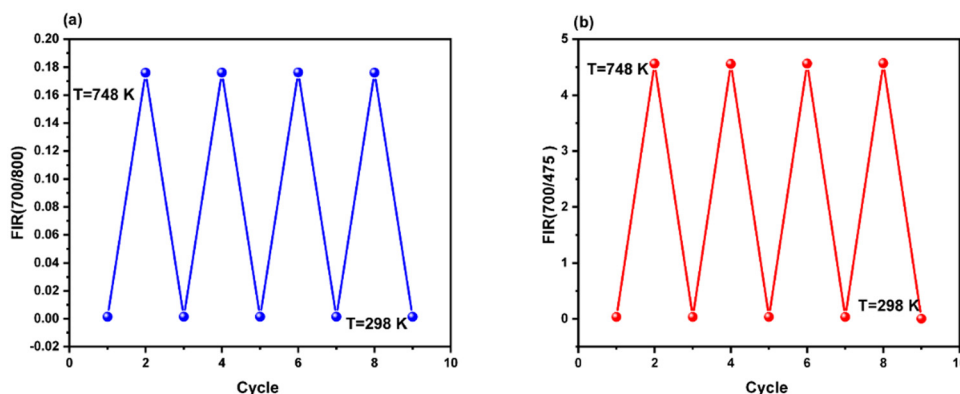 (a)
0.20
0.18
0.16
0.14
0.12
0.10
0.08
0.06
0.04
0.02
0.00
-0.02
FIR(700/800)
T=748 K
T=298 K
0 2 4 6 8 10
Cycle
(b)
5
4
3
2
1
0
FIR(700/475 )
T=748 K
T=298 K
0 2 4 6 8 10
Cycle